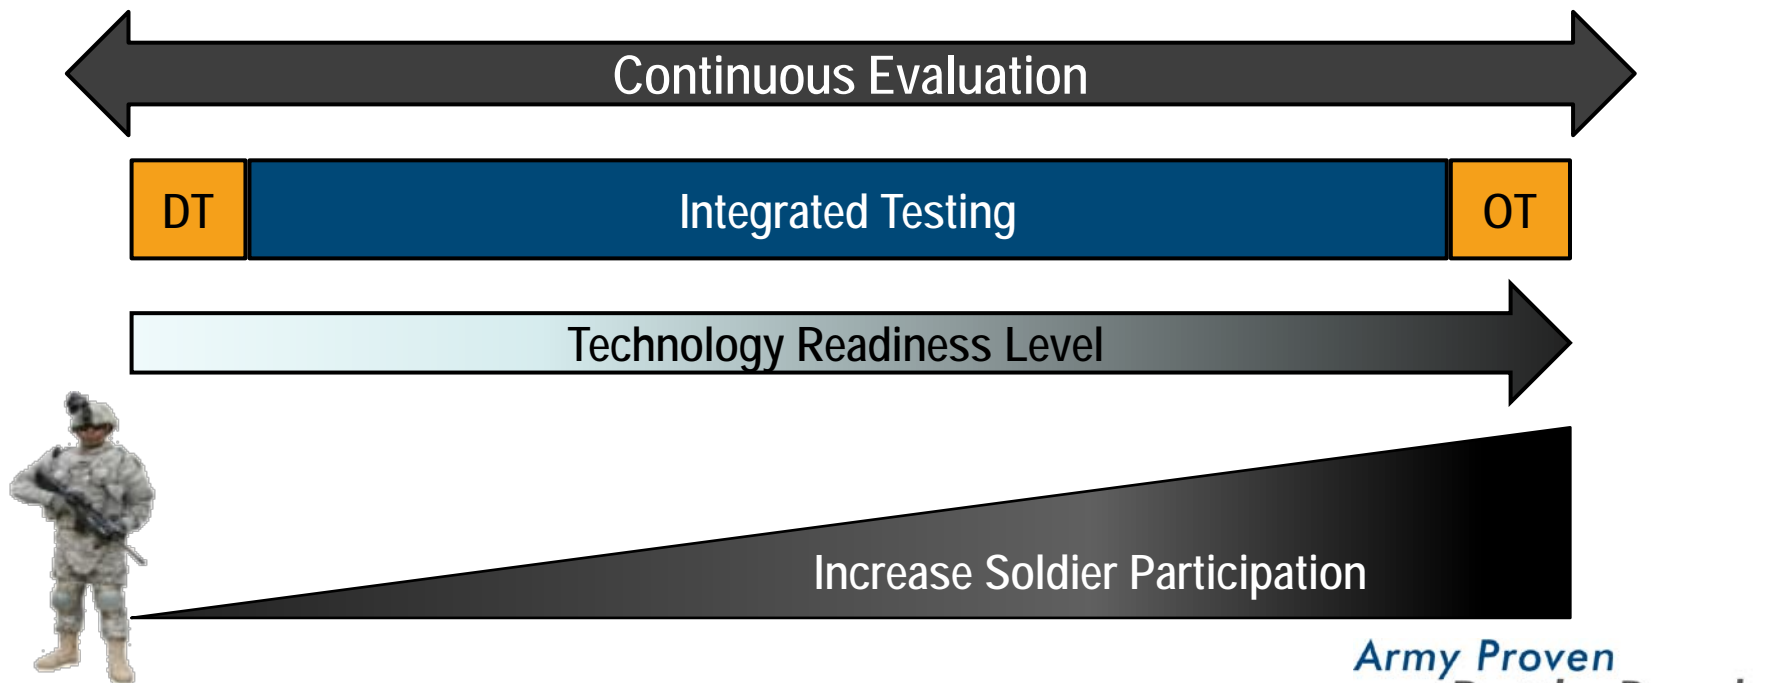 Continuous Evaluation
DT
Integrated Testing
OT
Technology Readiness Level
Increase Soldier Participation
Army Proven